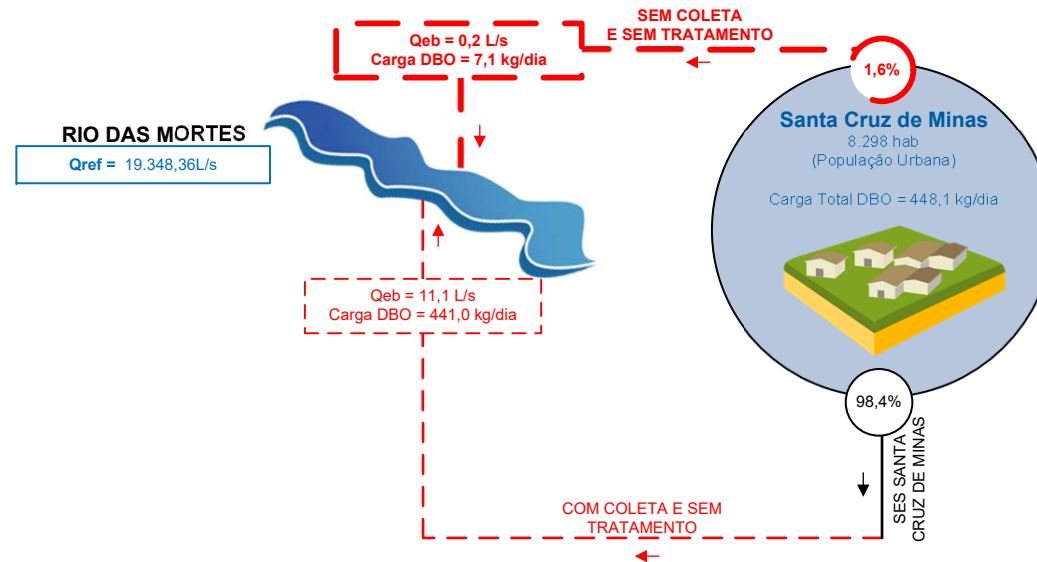 SEM COLETA
E SEM TRATAMENTO
Qeb = 0,2 L/s
Carga DBO = 7,1 kg/dia
1,6%
RIO DAS MORTES
Qref = 19.348,36L/s
Santa Cruz de Minas
8.298 hab
(População Urbana)
Carga Total DBO = 448,1 kg/dia
Qeb = 11,1 L/s
Carga DBO = 441,0 kg/dia
98,4%
SES SANTA
CRUZ DE MINAS
COM COLETA E SEM
TRATAMENTO